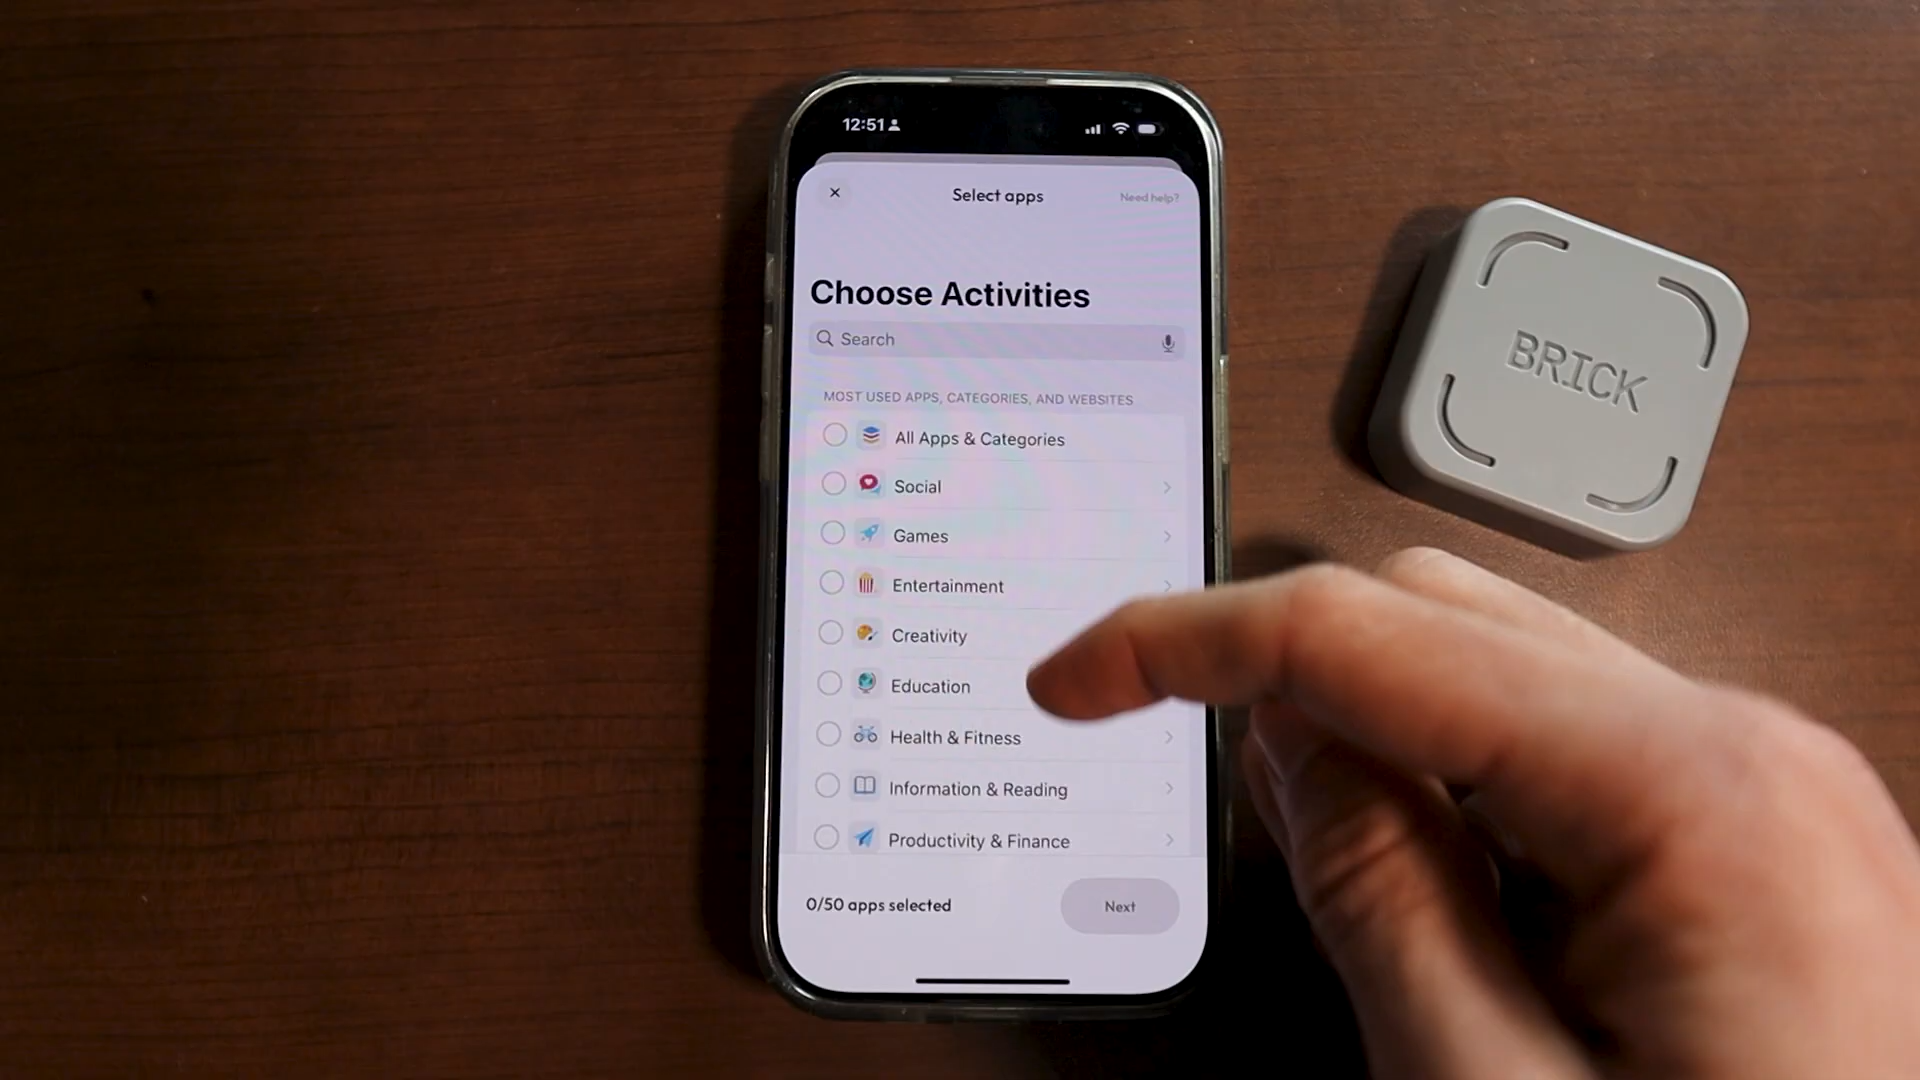 12:51
Select apps
Need help?
Choose Activities
Search
MOST USED APPS, CATEGORIES, AND WEBSITES
All Apps & Categories
Social
Games
Entertainment
Creativity
Education
Health & Fitness
Information & Reading
Productivity & Finance
0/50 apps selected
Next
BRICK